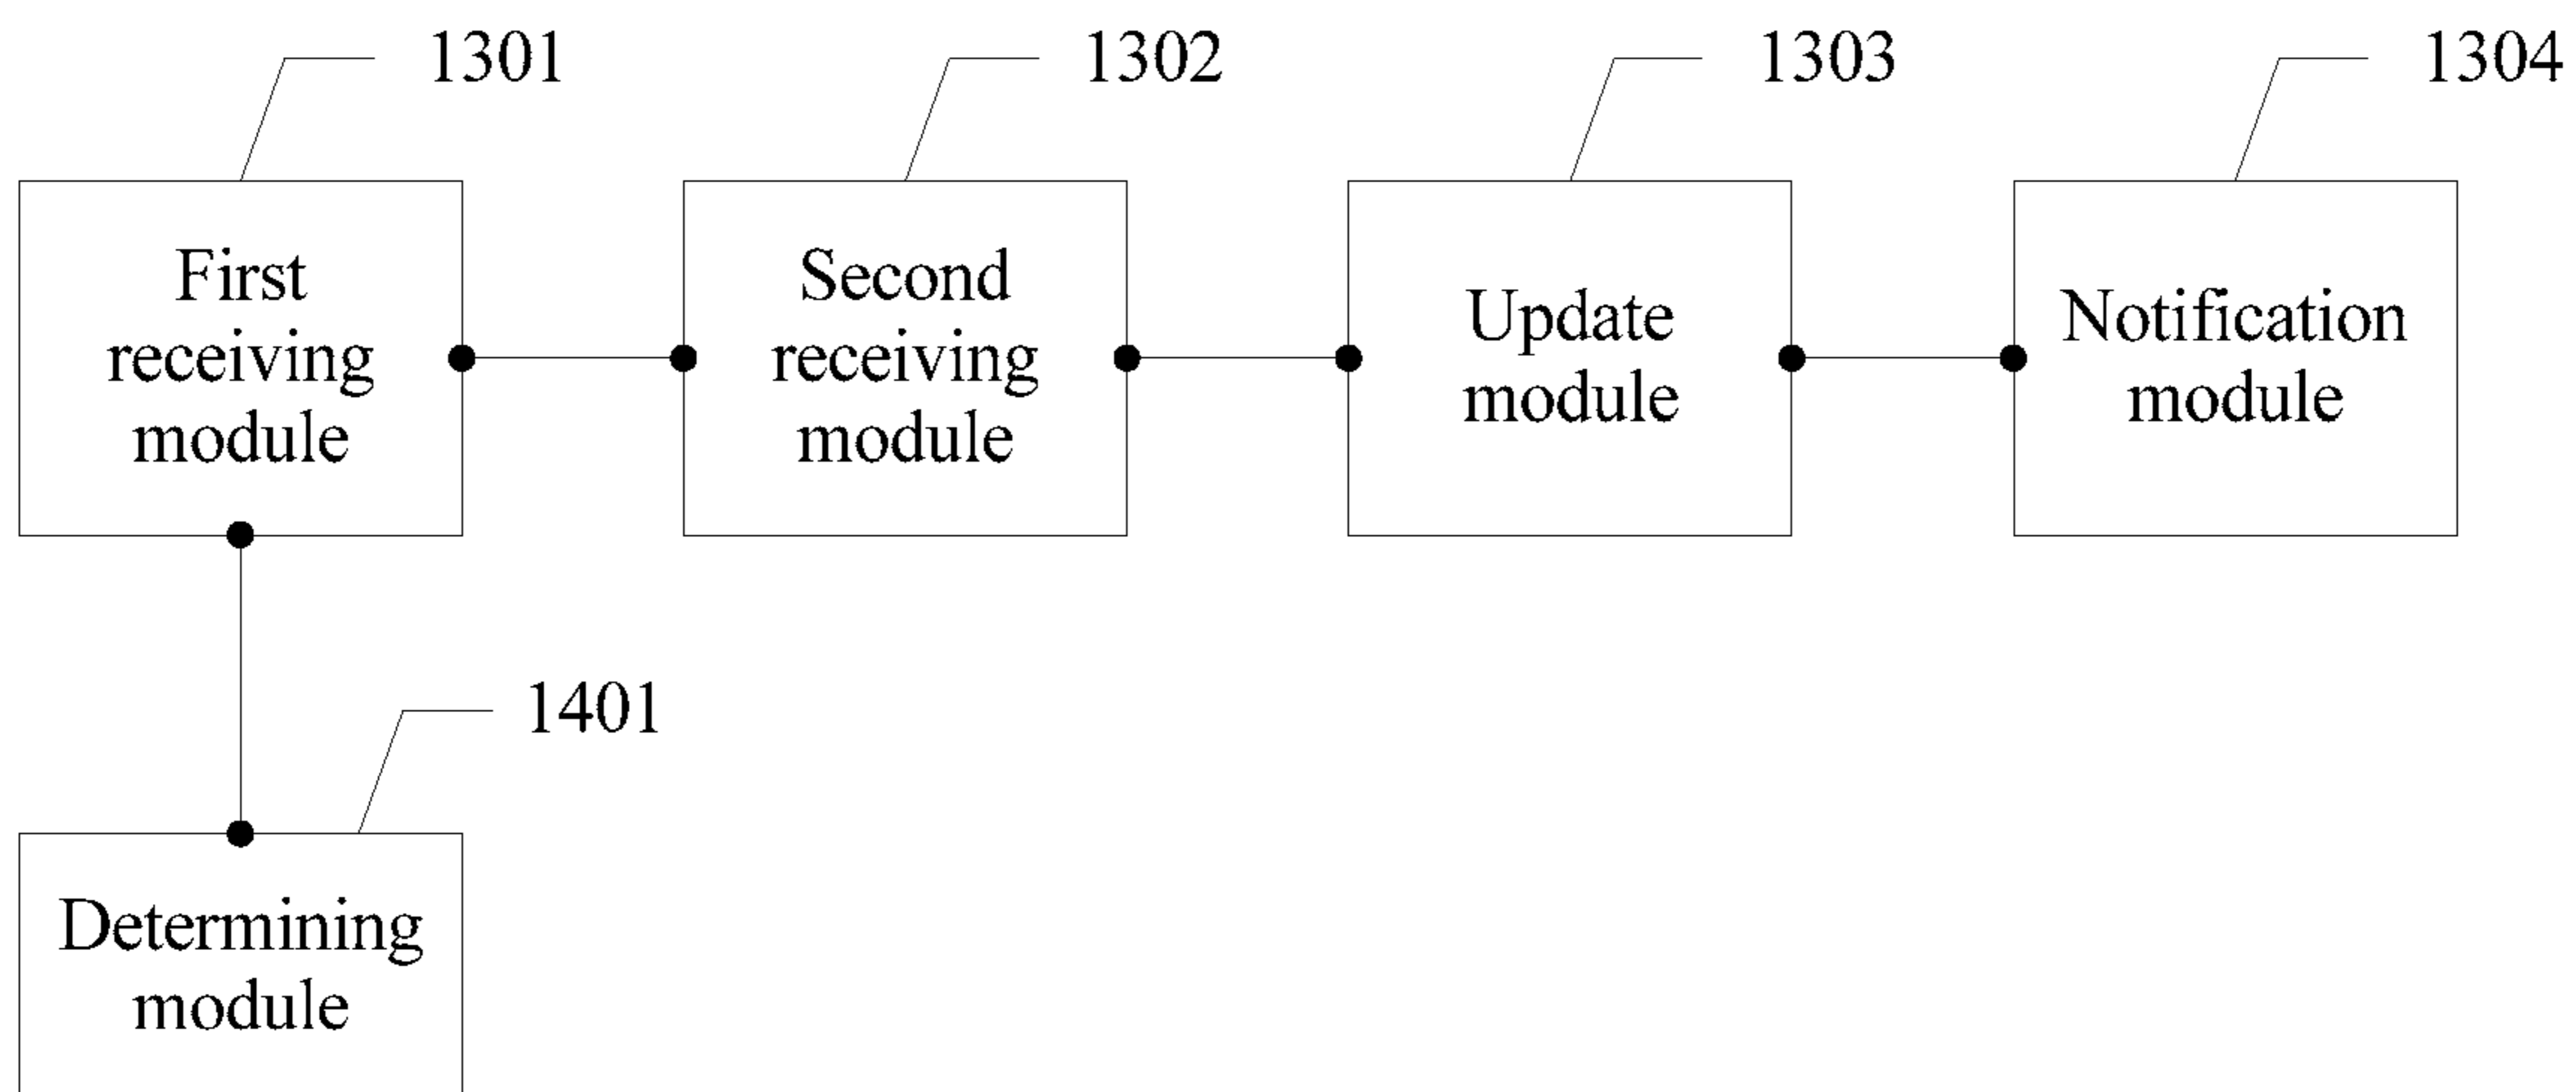 1301
1302
1303
1304
First
receiving
module
Second
receiving
module
Update
module
Notification
module
1401
Determining
module